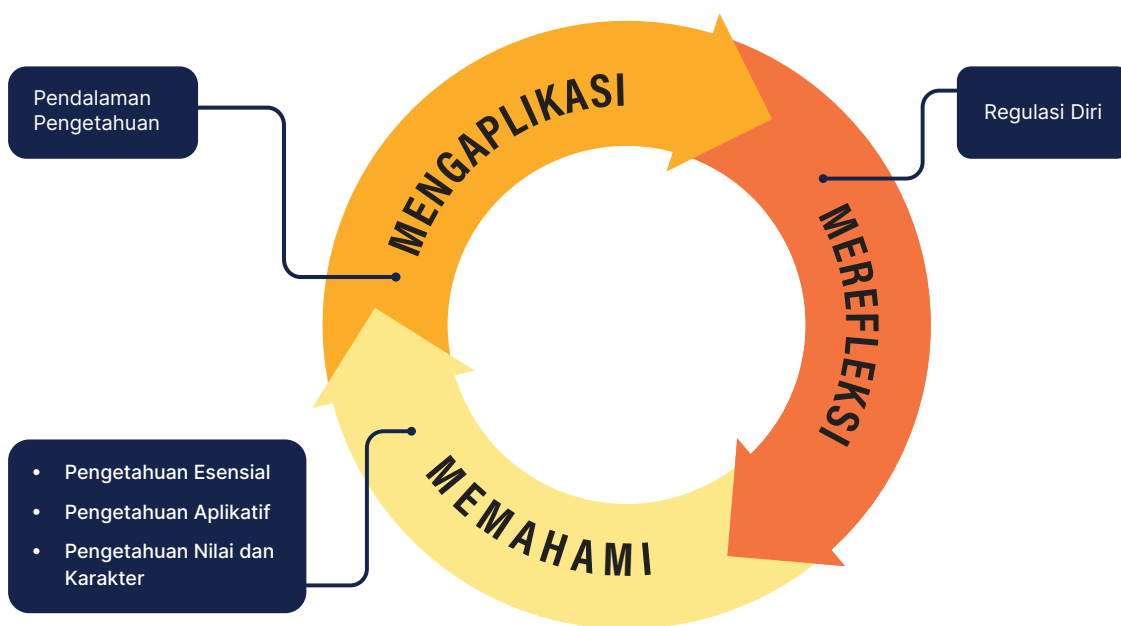 Pendalaman
Pengetahuan
MENGAPLIKASI
Regulasi Diri
MEREFLEKSI
MEMAHAMI
• Pengetahuan Esensial
• Pengetahuan Aplikatif
• Pengetahuan Nilai dan
Karakter